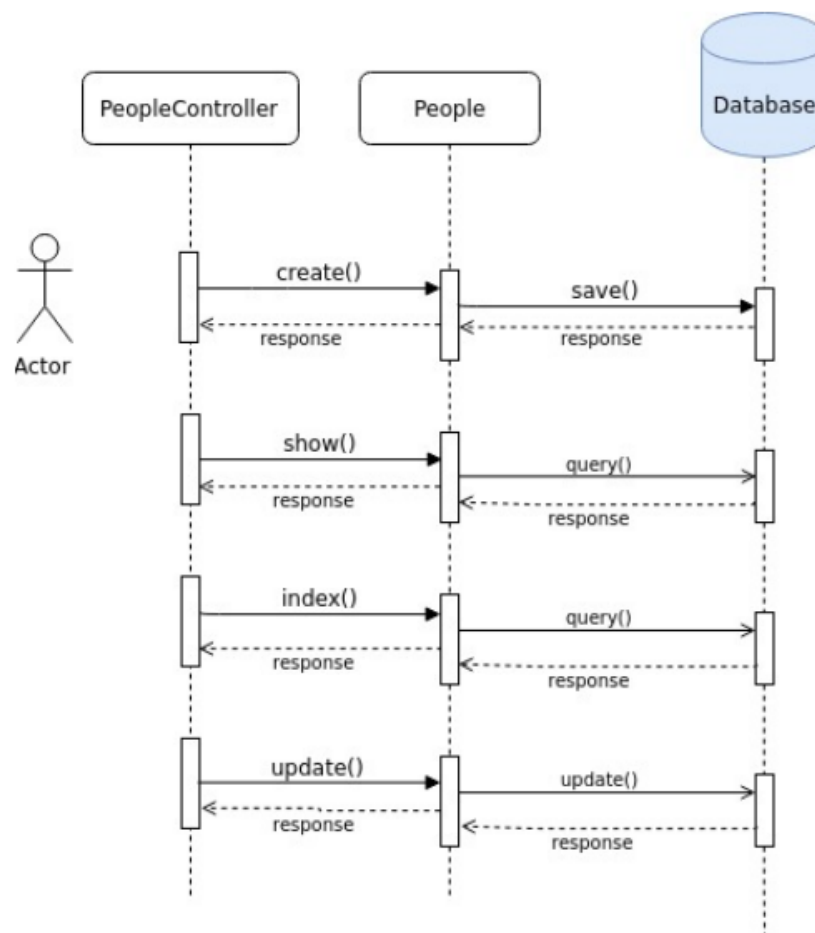 PeopleController
People
Database
create()
save()
response
response
Actor
show()
query()
response
response
index()
query()
response
response
update()
update()
response
response